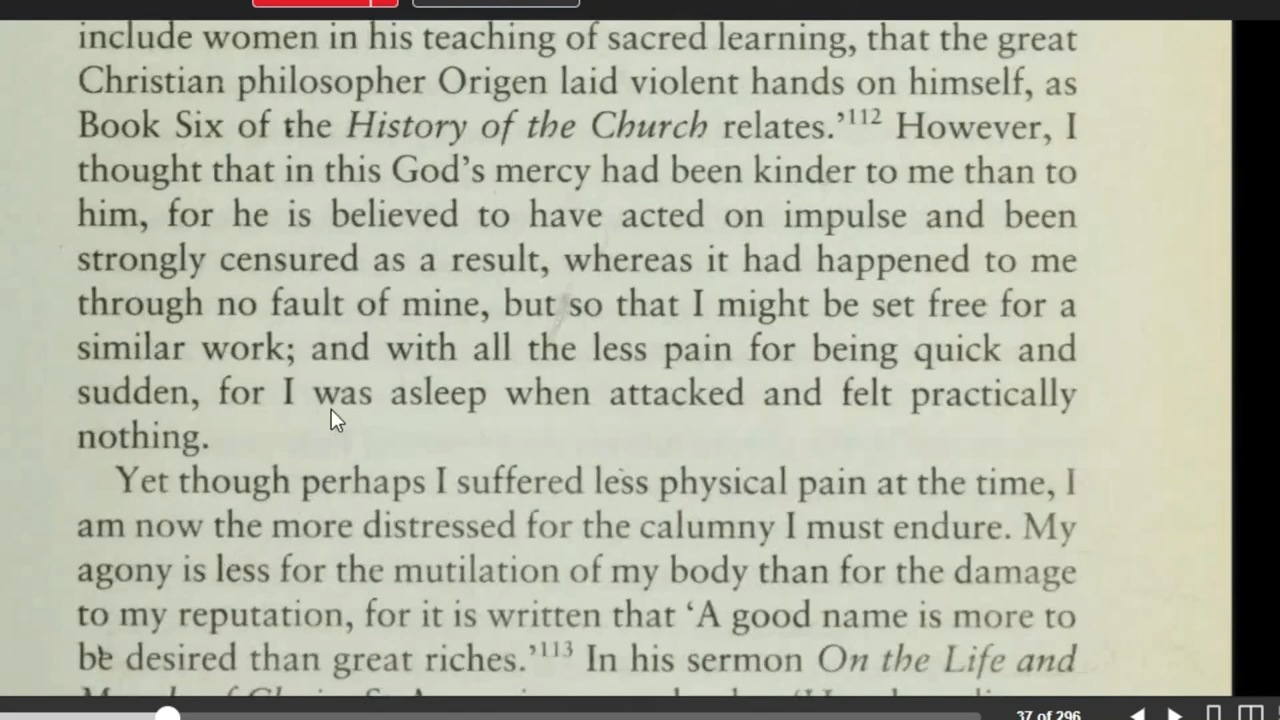 include women in his teaching of sacred learning, that the great
Christian philosopher Origen laid violent hands on himself, as
Book Six of the History of the Church relates.’112 However, I
thought that in this God’s mercy had been kinder to me than to
him, for he is believed to have acted on impulse and been
strongly censured as a result, whereas it had happened to me
through no fault of mine, but so that I might be set free for a
similar work; and with all the less pain for being quick and
sudden, for I was asleep when attacked and felt practically
nothing.
Yet though perhaps I suffered less physical pain at the time, I
am now the more distressed for the calumny I must endure. My
agony is less for the mutilation of my body than for the damage
to my reputation, for it is written that ‘A good name is more to
be desired than great riches.’113 In his sermon On the Life and
37 of 296